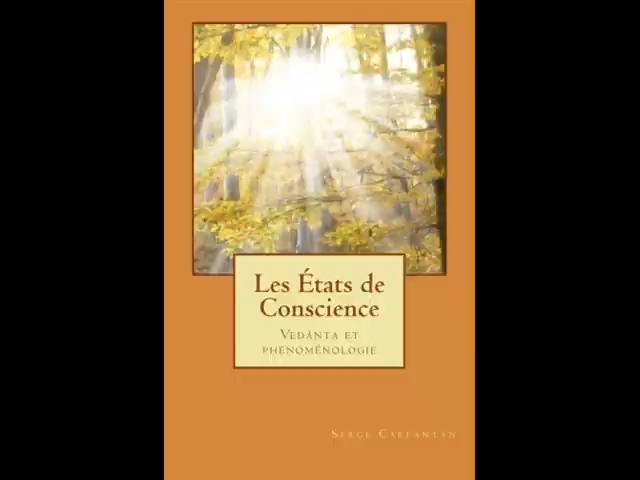 Les États de
Conscience
Vedânta et
phénoménologie
Serge Carfantan